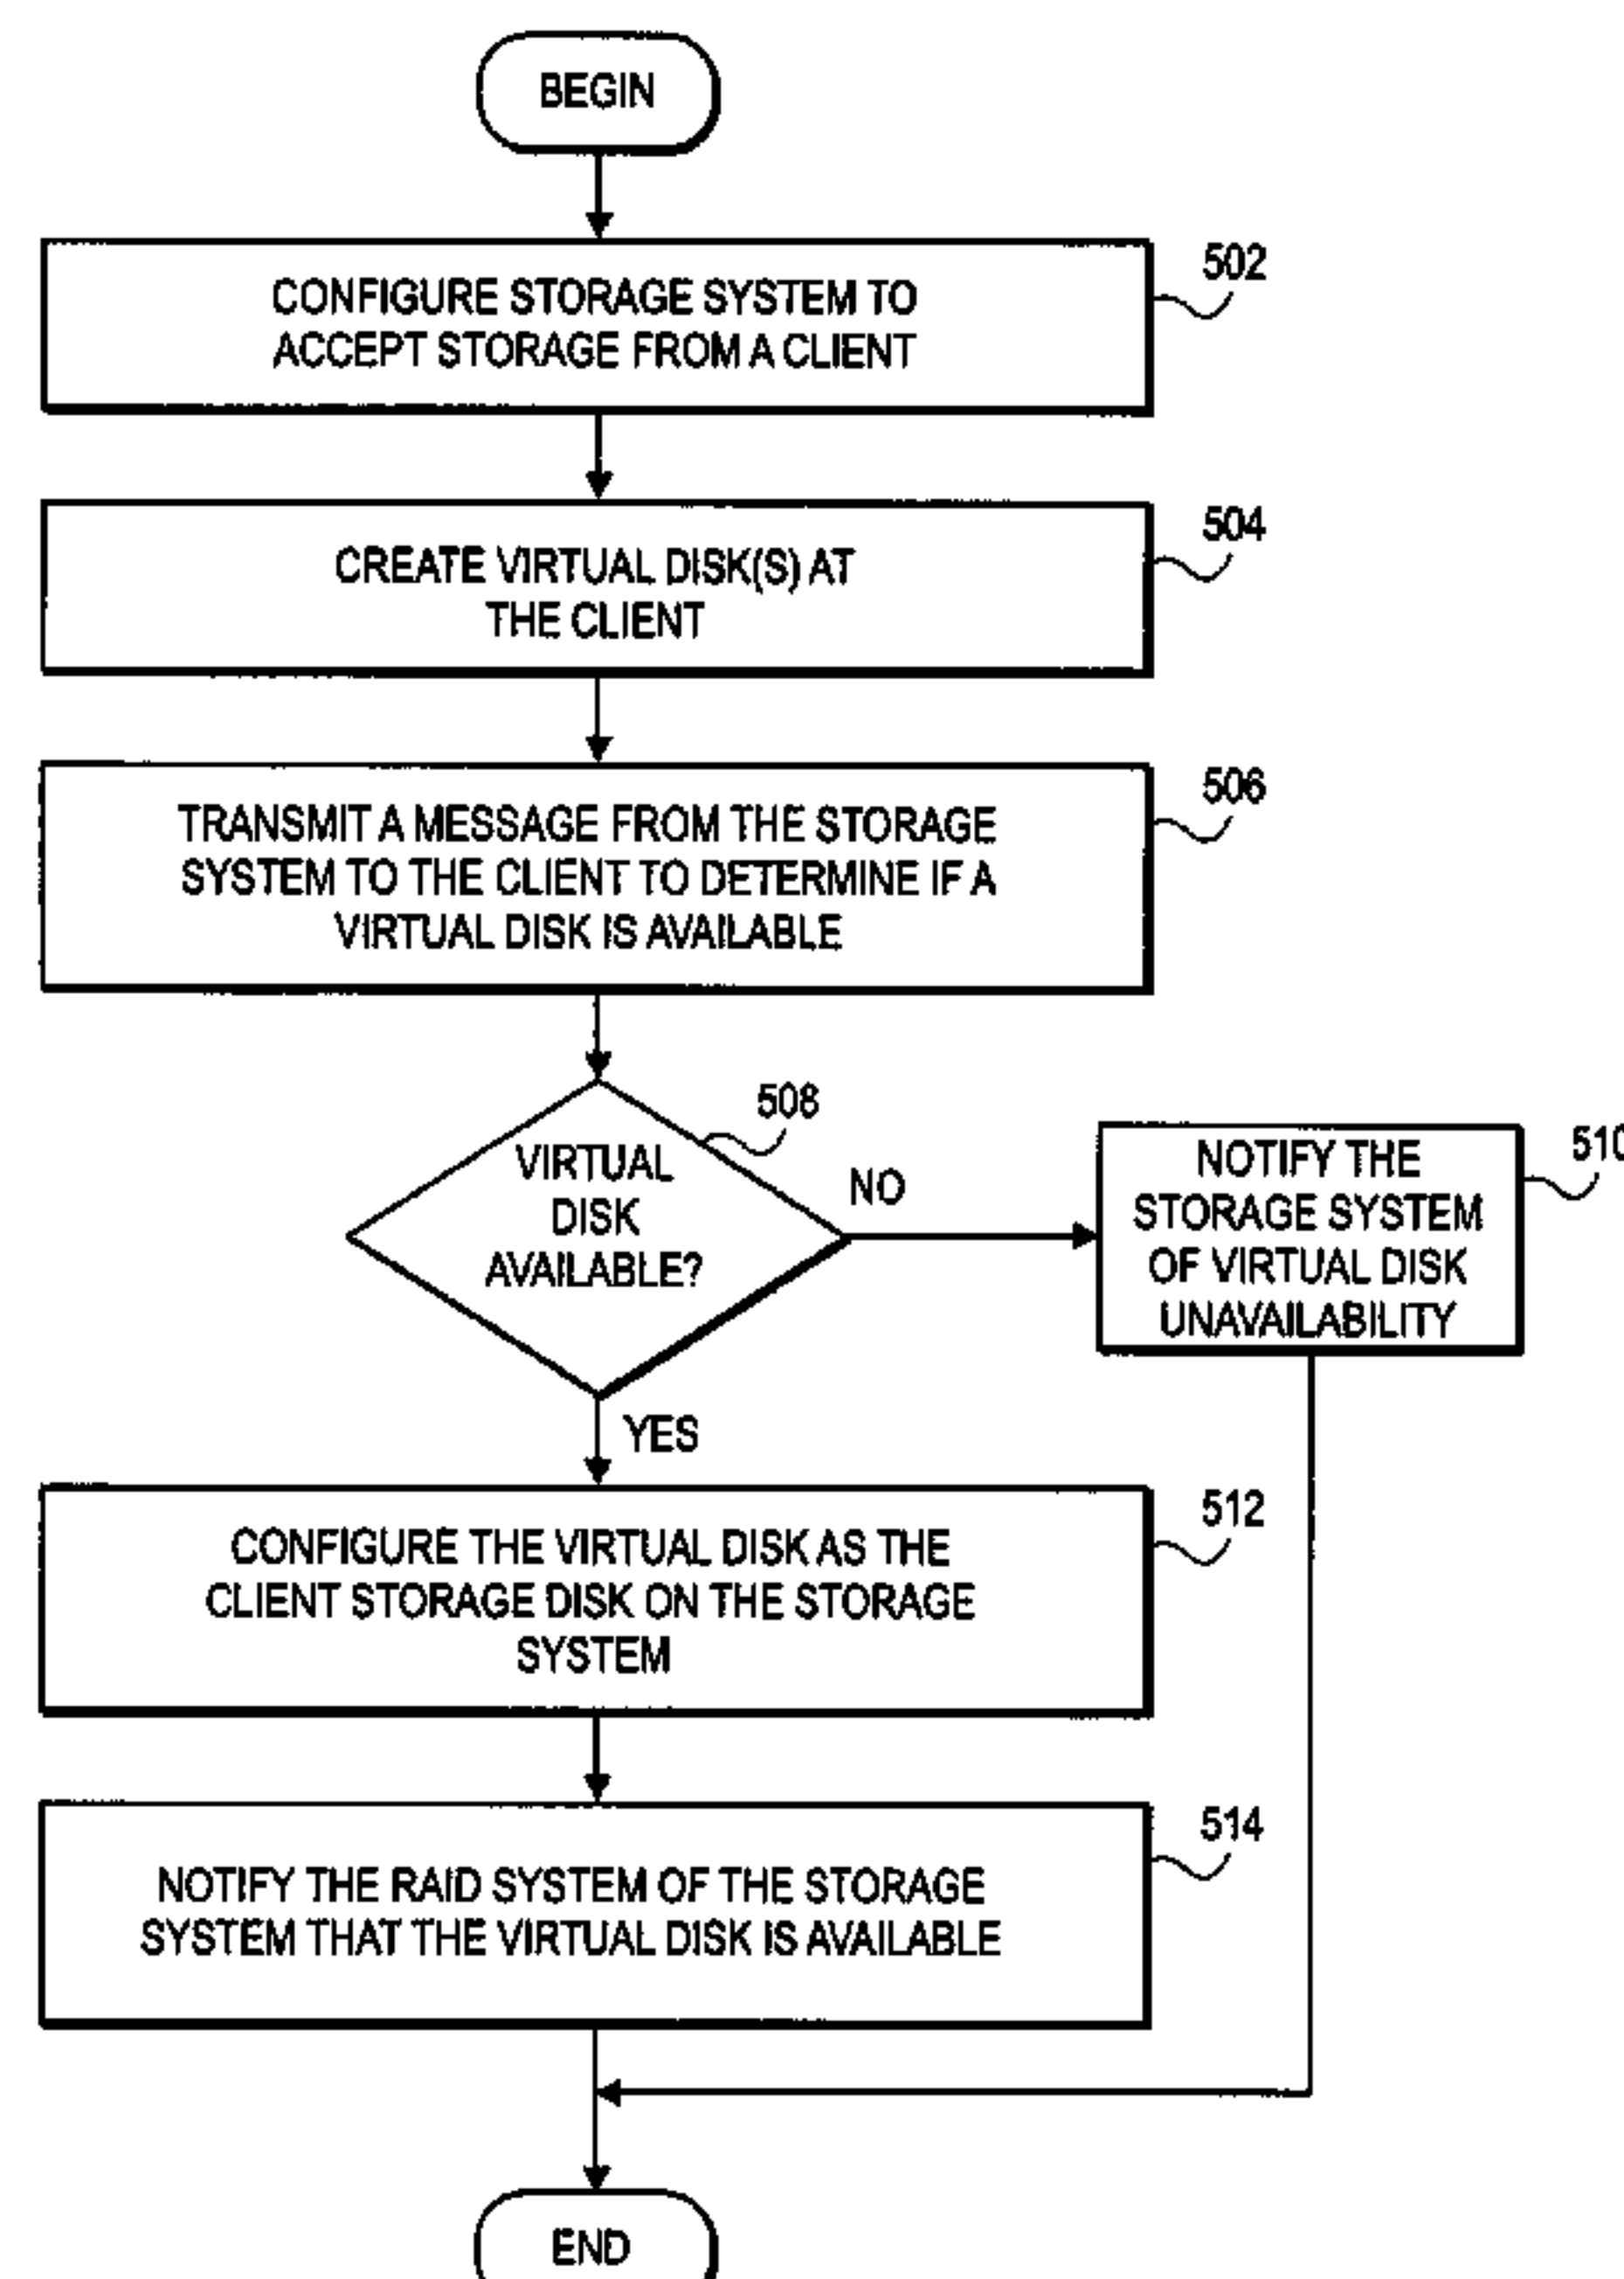 BEGIN
502
CONFIGURE STORAGE SYSTEM TO
ACCEPT STORAGE FROM A CLIENT
504
CREATE VIRTUAL DISK(S) AT
THE CLIENT
506
TRANSMIT A MESSAGE FROM THE STORAGE
SYSTEM TO THE CLIENT TO DETERMINE IF A
VIRTUAL DISK IS AVAILABLE
508
VIRTUAL
DISK
AVAILABLE?
NO
510
NOTIFY THE
STORAGE SYSTEM
OF VIRTUAL DISK
UNAVAILABILITY
YES
512
CONFIGURE THE VIRTUAL DISK AS THE
CLIENT STORAGE DISK ON THE STORAGE
SYSTEM
514
NOTIFY THE RAID SYSTEM OF THE STORAGE
SYSTEM THAT THE VIRTUAL DISK IS AVAILABLE
END